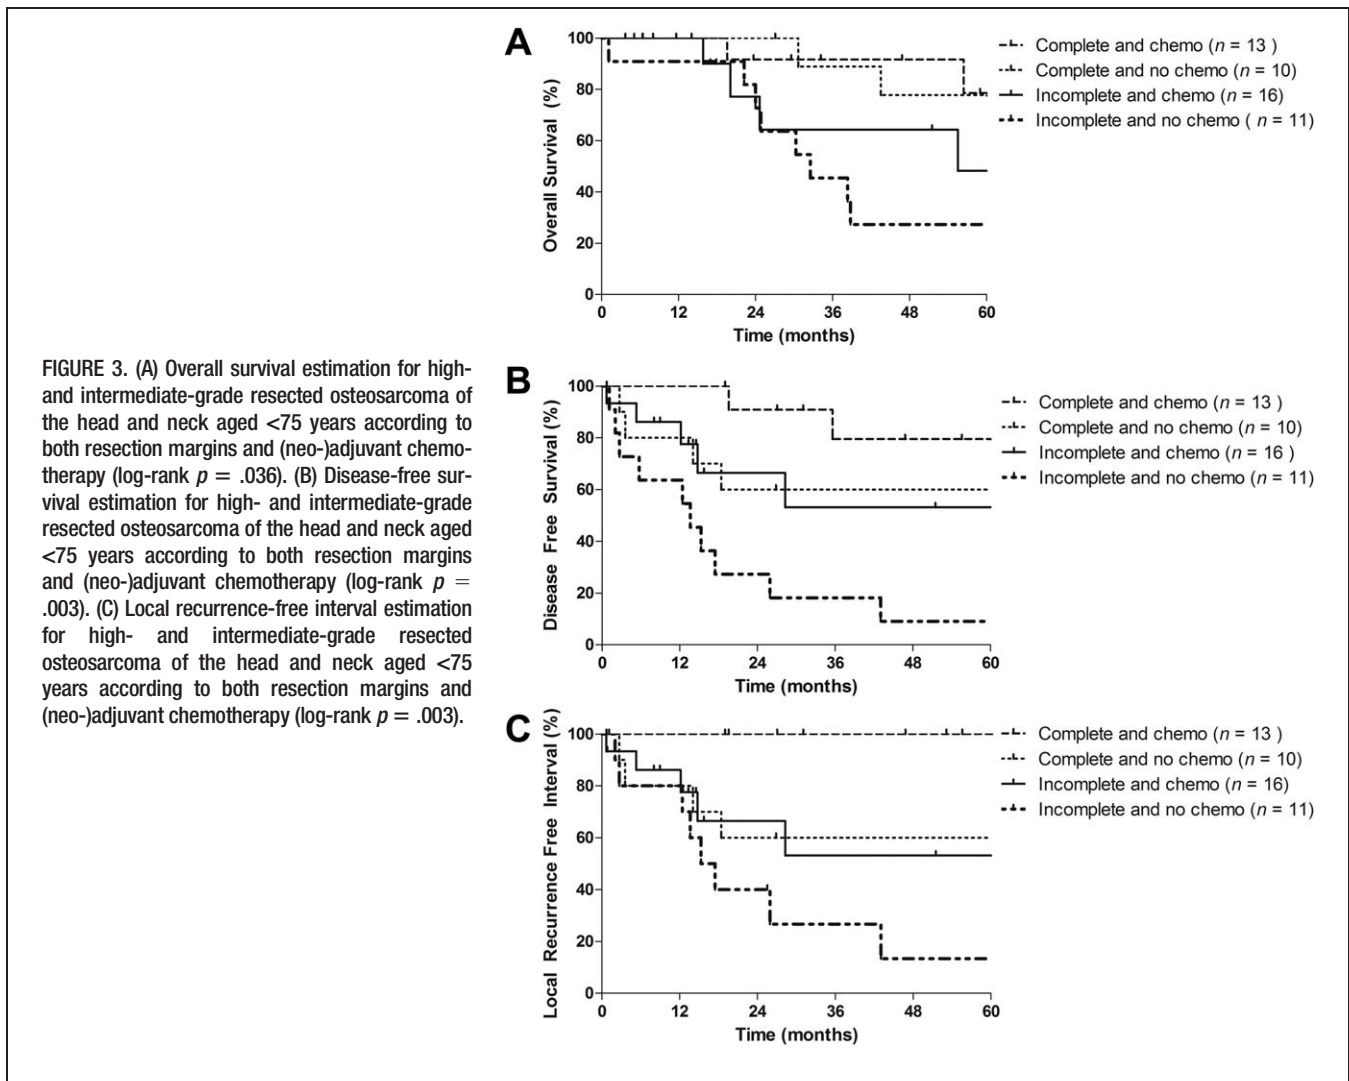 FIGURE 3. (A) Overall survival estimation for high-
and intermediate-grade resected osteosarcoma of
the head and neck aged <75 years according to
both resection margins and (neo-)adjuvant chemo-
therapy (log-rank p = .036). (B) Disease-free sur-
vival estimation for high- and intermediate-grade
resected osteosarcoma of the head and neck aged
<75 years according to both resection margins
and (neo-)adjuvant chemotherapy (log-rank p =
.003). (C) Local recurrence-free interval estimation
for high- and intermediate-grade resected
osteosarcoma of the head and neck aged <75
years according to both resection margins and
(neo-)adjuvant chemotherapy (log-rank p = .003).
A
Overall Survival (%)
100
80
60
40
20
0
0 12 24 36 48 60
Time (months)
Complete and chemo (n = 13 )
Complete and no chemo (n = 10)
Incomplete and chemo (n = 16)
Incomplete and no chemo ( n = 11)
B
Disease Free Survival (%)
100
80
60
40
20
0
0 12 24 36 48 60
Time (months)
Complete and chemo (n = 13 )
Complete and no chemo (n = 10)
Incomplete and chemo (n = 16 )
Incomplete and no chemo (n = 11)
C
Local Recurrence Free Interval (%)
100
80
60
40
20
0
0 12 24 36 48 60
Time (months)
Complete and chemo (n = 13 )
Complete and no chemo (n = 10)
Incomplete and chemo (n = 16)
Incomplete and no chemo (n = 11)